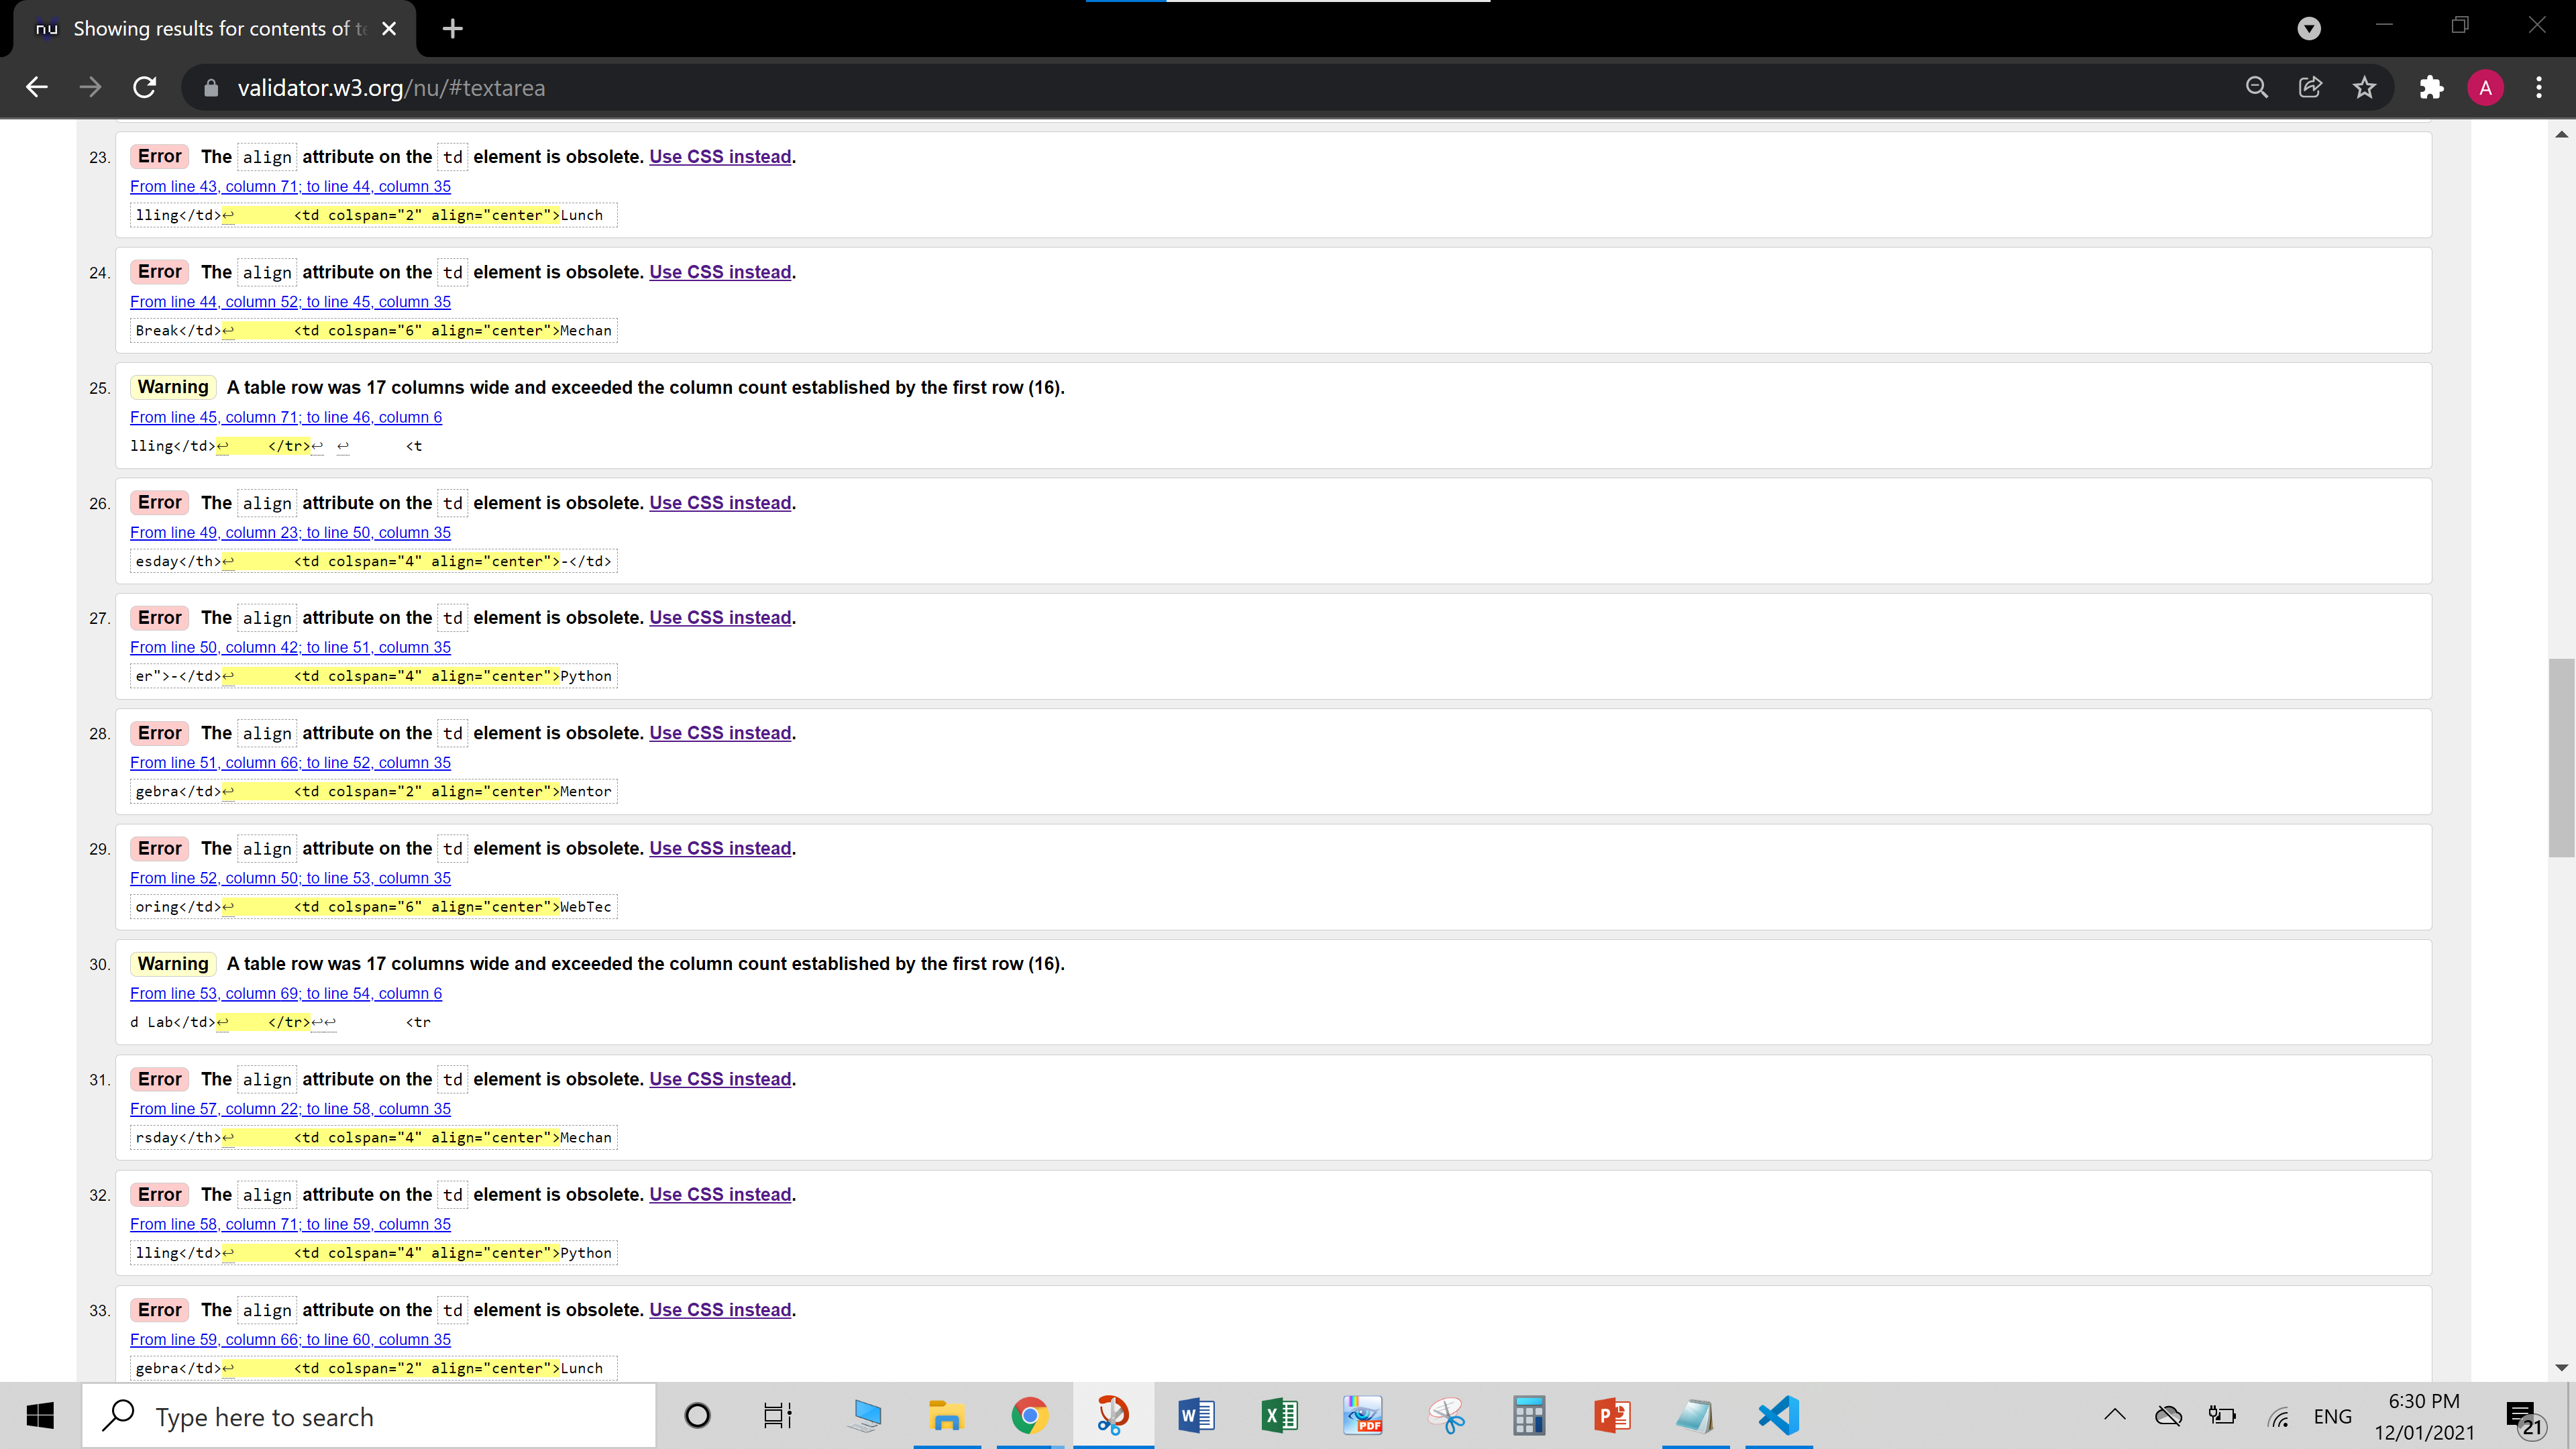 nu Showing results for contents of te
validator.w3.org/nu/#textarea
A
23. Error The align attribute on the td element is obsolete. Use CSS instead.
From line 43, column 71; to line 44, column 35
lling</td>↩ <td colspan="2" align="center">Lunch
24. Error The align attribute on the td element is obsolete. Use CSS instead.
From line 44, column 52; to line 45, column 35
Break</td>↩ <td colspan="6" align="center">Mechan
25. Warning A table row was 17 columns wide and exceeded the column count established by the first row (16).
From line 45, column 71; to line 46, column 6
lling</td>↩ </tr>↩ ↩ <t
26. Error The align attribute on the td element is obsolete. Use CSS instead.
From line 49, column 23; to line 50, column 35
esday</th>↩ <td colspan="4" align="center">-</td>
27. Error The align attribute on the td element is obsolete. Use CSS instead.
From line 50, column 42; to line 51, column 35
er">-</td>↩ <td colspan="4" align="center">Python
28. Error The align attribute on the td element is obsolete. Use CSS instead.
From line 51, column 66; to line 52, column 35
gebra</td>↩ <td colspan="2" align="center">Mentor
29. Error The align attribute on the td element is obsolete. Use CSS instead.
From line 52, column 50; to line 53, column 35
oring</td>↩ <td colspan="6" align="center">WebTec
30. Warning A table row was 17 columns wide and exceeded the column count established by the first row (16).
From line 53, column 69; to line 54, column 6
d Lab</td>↩ </tr>↩↩ <tr
31. Error The align attribute on the td element is obsolete. Use CSS instead.
From line 57, column 22; to line 58, column 35
rsday</th>↩ <td colspan="4" align="center">Mechan
32. Error The align attribute on the td element is obsolete. Use CSS instead.
From line 58, column 71; to line 59, column 35
lling</td>↩ <td colspan="4" align="center">Python
33. Error The align attribute on the td element is obsolete. Use CSS instead.
From line 59, column 66; to line 60, column 35
gebra</td>↩ <td colspan="2" align="center">Lunch
Type here to search
W
X
PDF
P
ENG
6:30 PM
12/01/2021
21